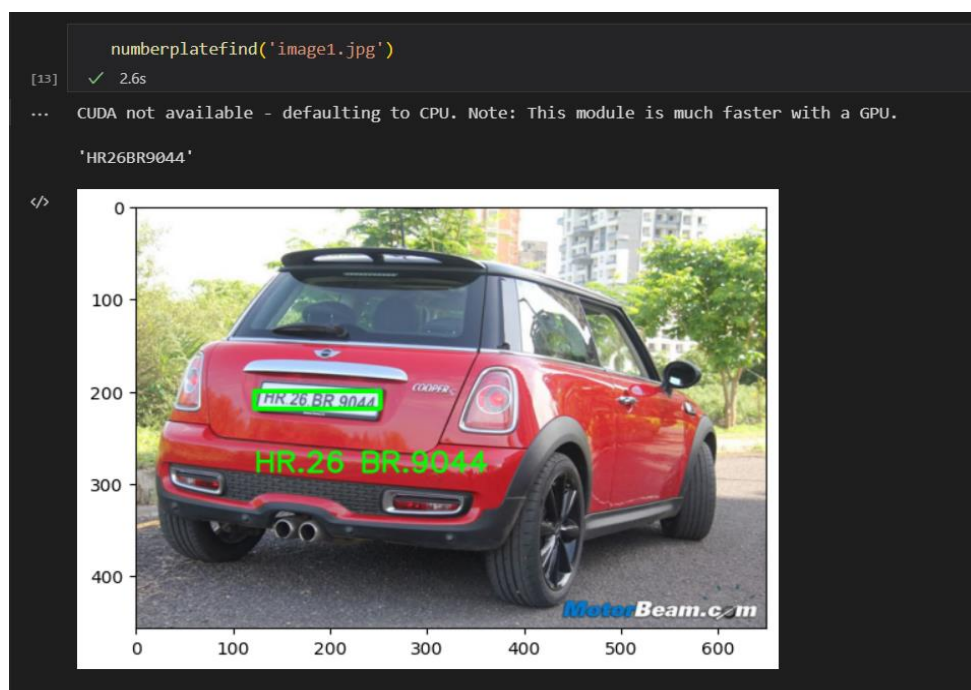 numberplatefind('image1.jpg')
[13] ✓ 2.6s
... CUDA not available - defaulting to CPU. Note: This module is much faster with a GPU.
'HR26BR9044'
</>
0
100
200
300
400
COOPER S
HR.26 BR.9044
HR.26 BR.9044
MotorBeam.com
0 100 200 300 400 500 600